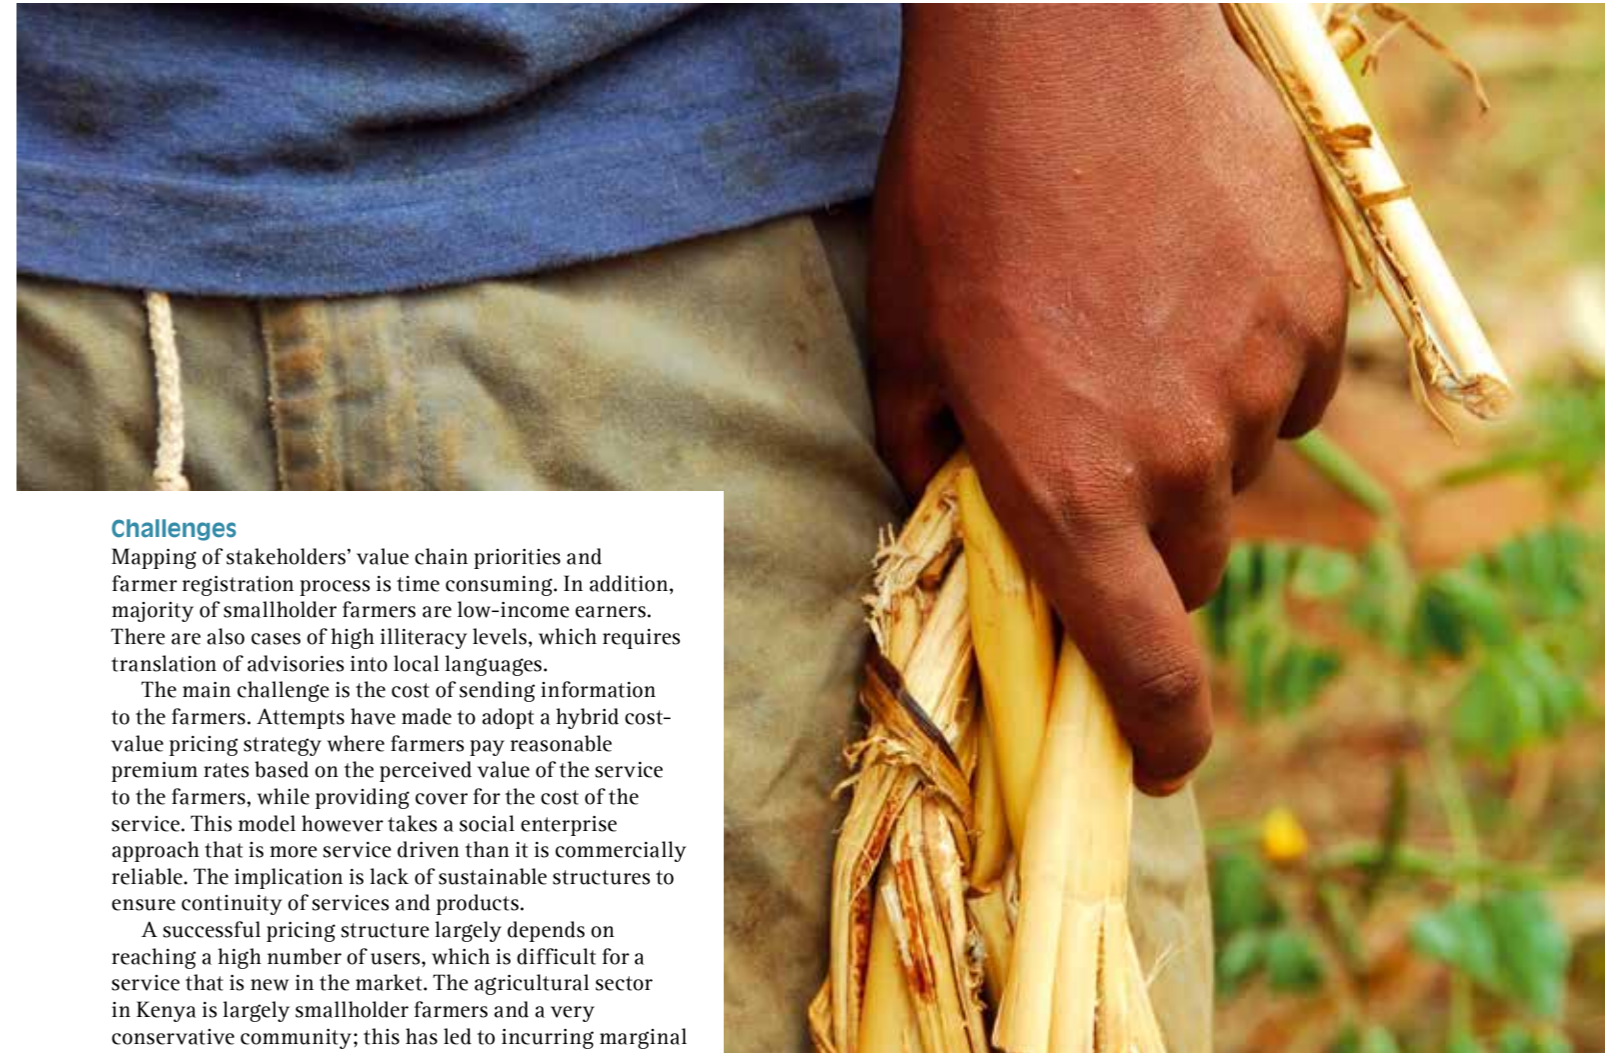 Challenges
Mapping of stakeholders’ value chain priorities and
farmer registration process is time consuming. In addition,
majority of smallholder farmers are low-income earners.
There are also cases of high illiteracy levels, which requires
translation of advisories into local languages.
The main challenge is the cost of sending information
to the farmers. Attempts have made to adopt a hybrid cost-
value pricing strategy where farmers pay reasonable
premium rates based on the perceived value of the service
to the farmers, while providing cover for the cost of the
service. This model however takes a social enterprise
approach that is more service driven than it is commercially
reliable. The implication is lack of sustainable structures to
ensure continuity of services and products.
A successful pricing structure largely depends on
reaching a high number of users, which is difficult for a
service that is new in the market. The agricultural sector
in Kenya is largely smallholder farmers and a very
conservative community; this has led to incurring marginal